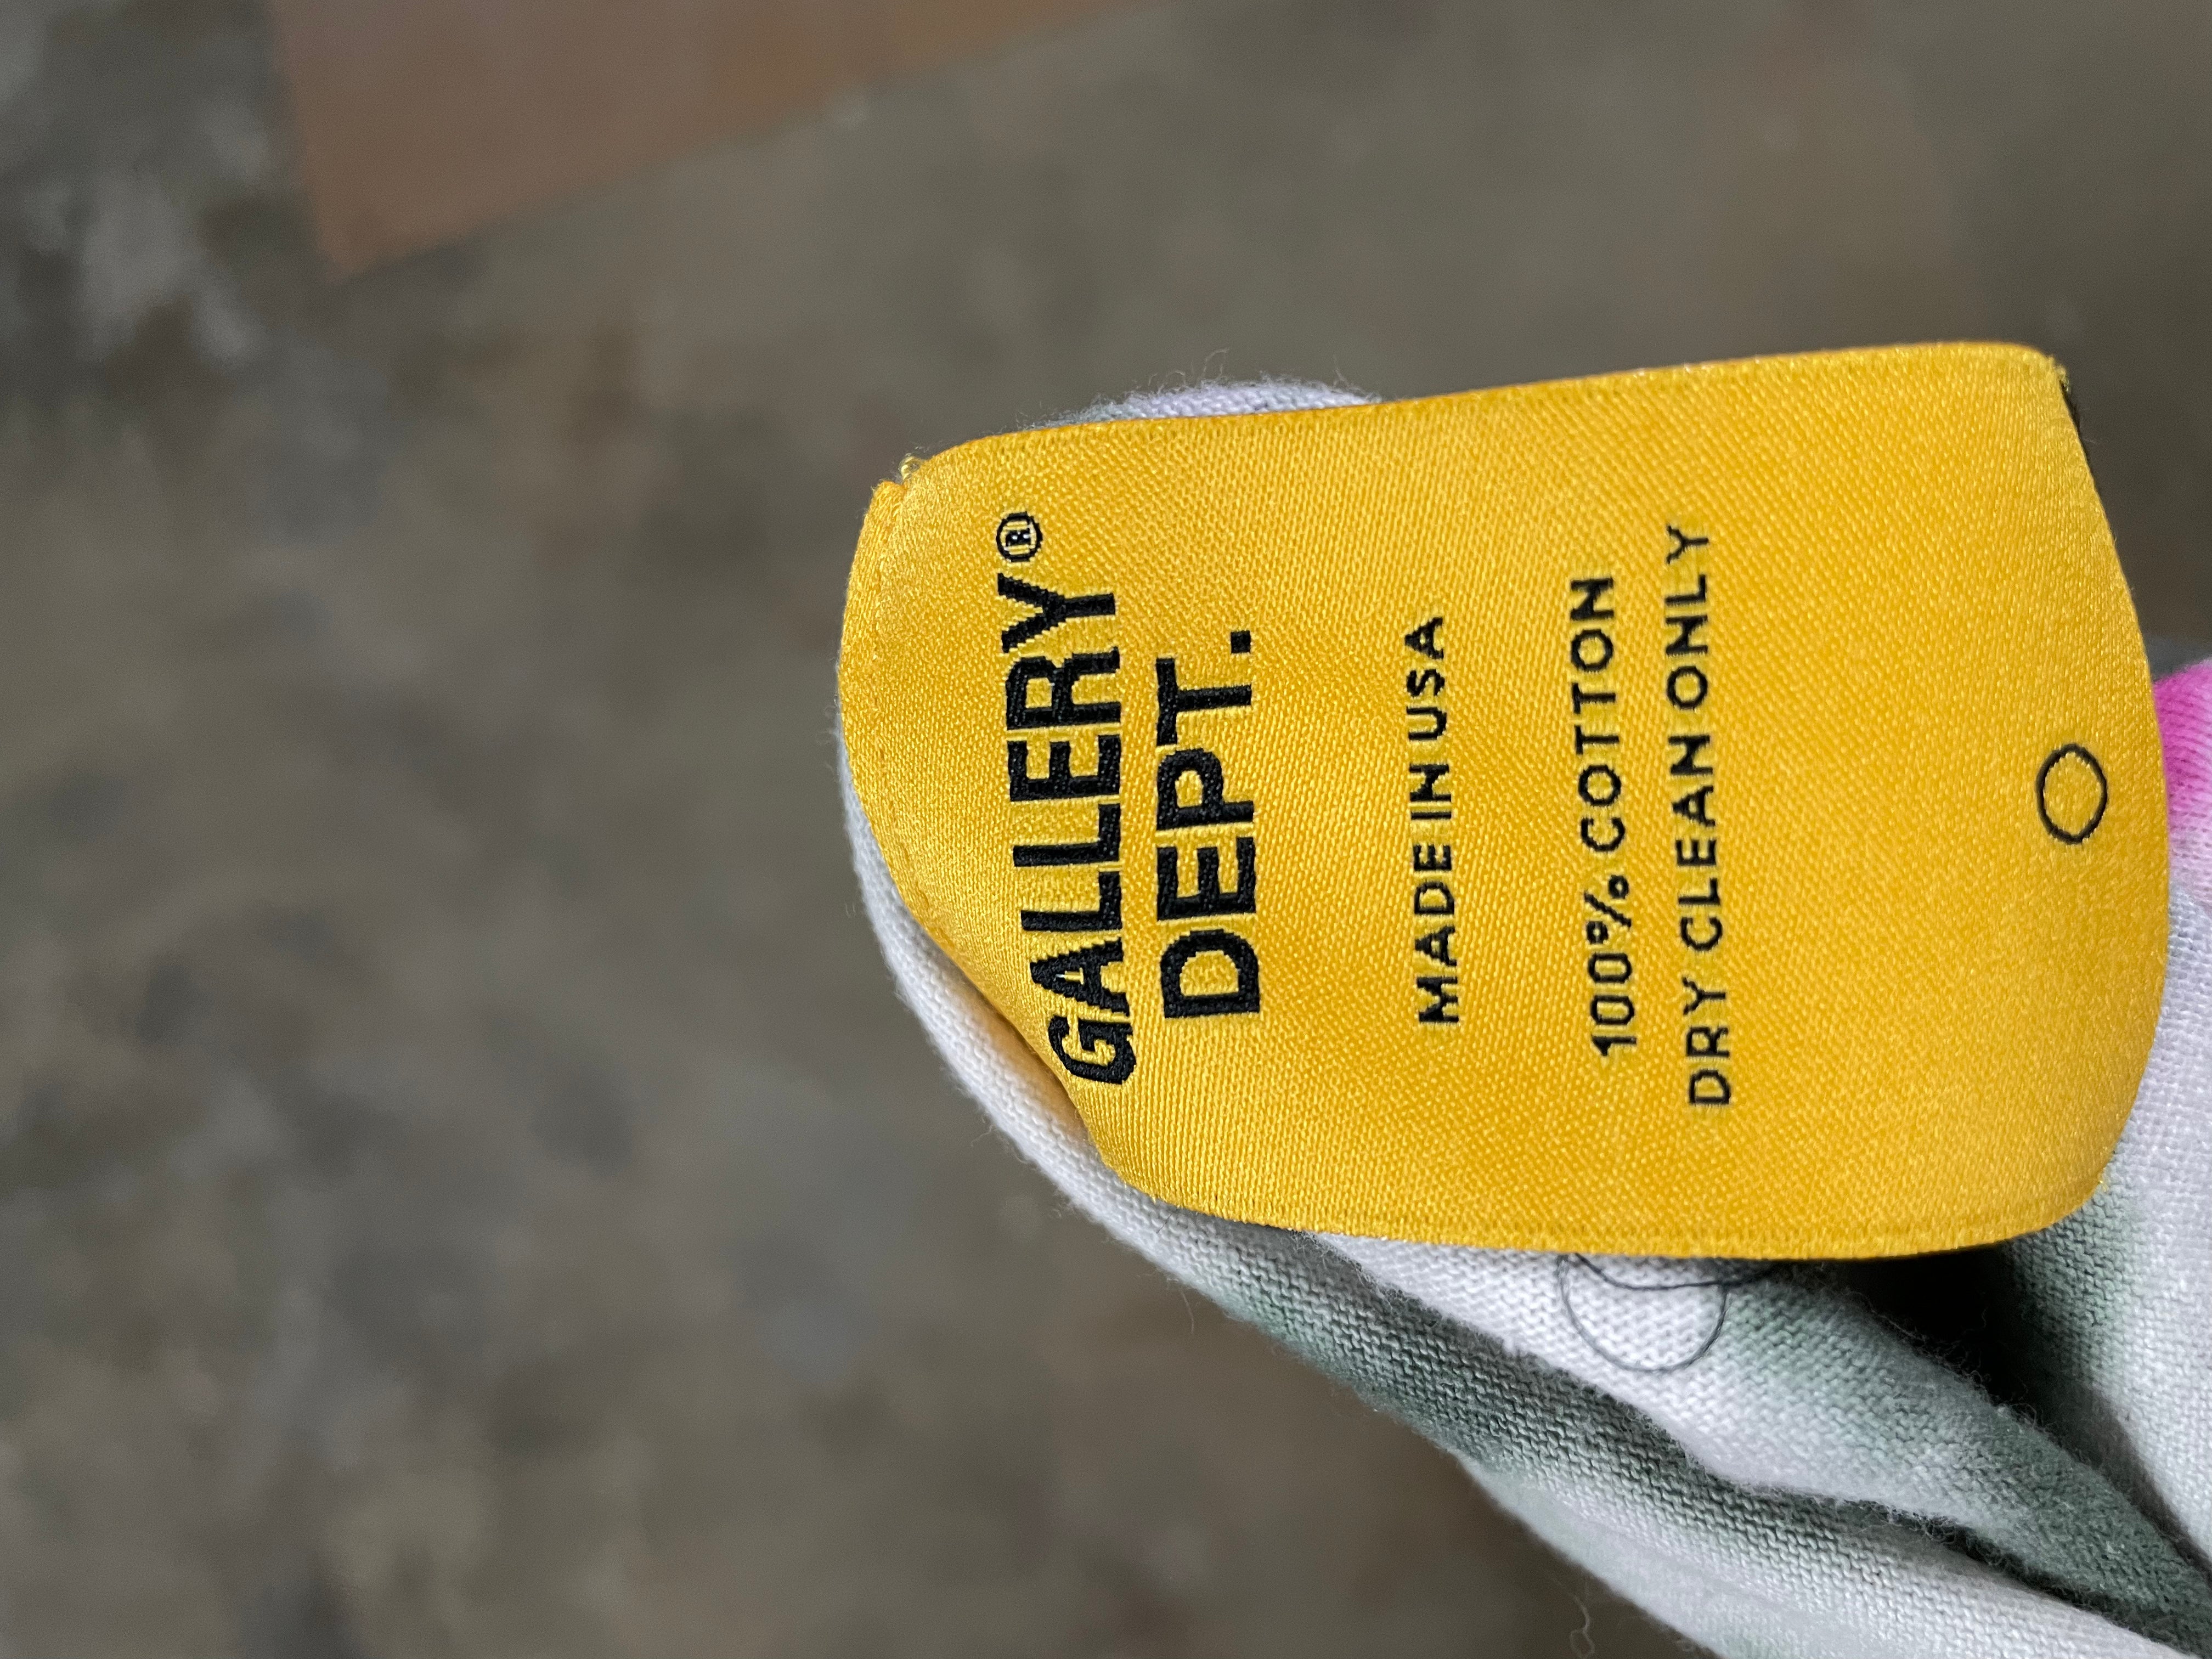 GALLERY®
DEPT.
MADE IN USA
100% COTTON
DRY CLEAN ONLY